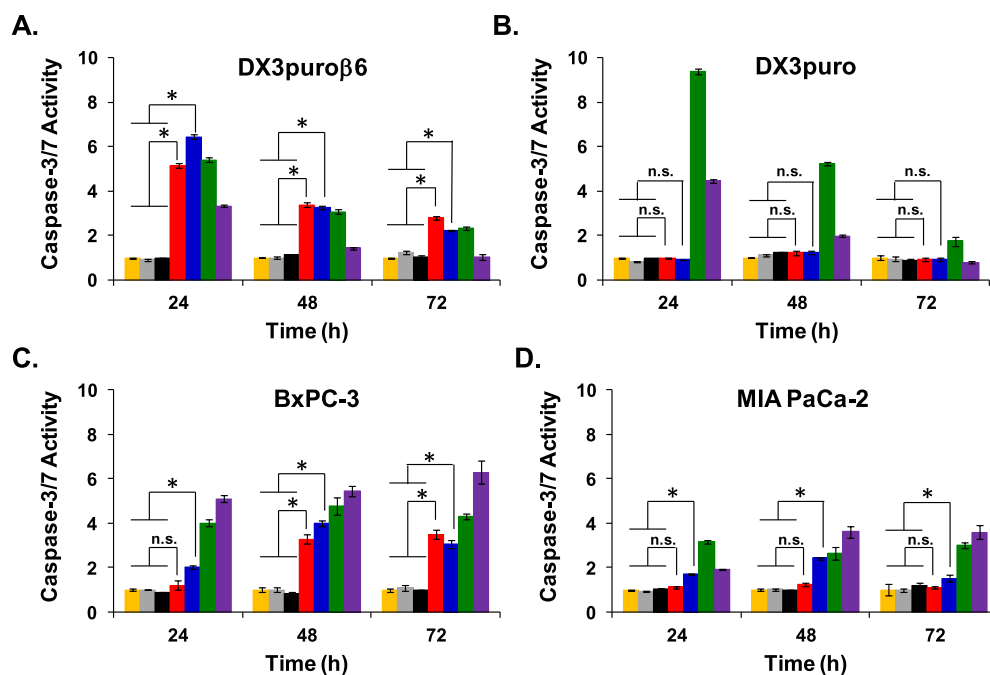 A.
DX3puroβ6
Caspase-3/7 Activity
10
8
6
4
2
0
*
*
*
*
*
*
24 48 72
Time (h)
B.
DX3puro
Caspase-3/7 Activity
10
8
6
4
2
0
n.s.
n.s.
n.s.
n.s.
n.s.
n.s.
24 48 72
Time (h)
C.
BxPC-3
Caspase-3/7 Activity
10
8
6
4
2
0
*
n.s.
*
*
*
*
24 48 72
Time (h)
D.
MIA PaCa-2
Caspase-3/7 Activity
10
8
6
4
2
0
*
n.s.
*
n.s.
*
n.s.
24 48 72
Time (h)